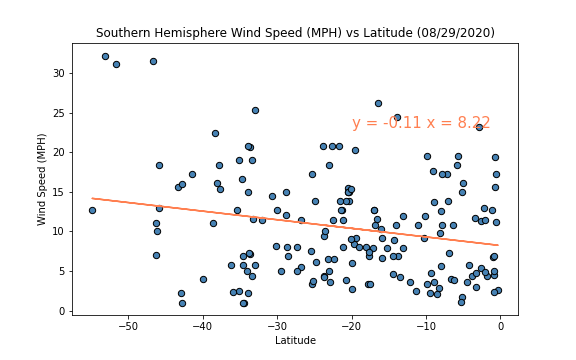 Southern Hemisphere Wind Speed (MPH) vs Latitude (08/29/2020)
30
25
20
15
10
5
0
Wind Speed (MPH)
y = -0.11 x = 8.22
−50 −40 −30 −20 −10 0
Latitude